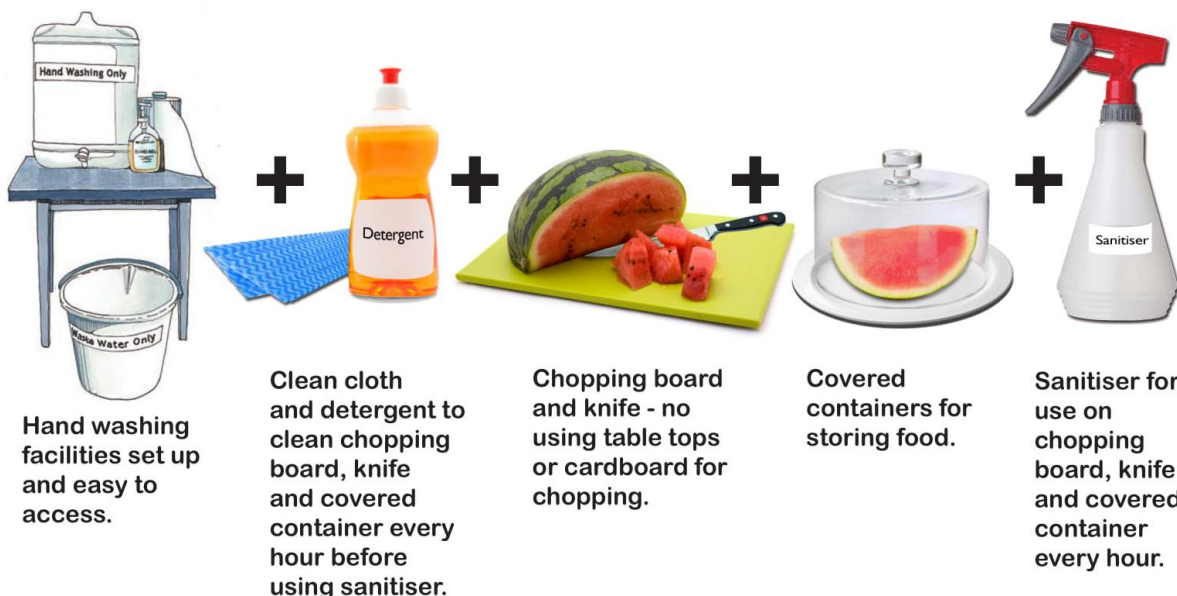 Hand Washing Only
Waste Water Only
Detergent
Sanitiser
Hand washing
facilities set up
and easy to
access.
Clean cloth
and detergent to
clean chopping
board, knife
and covered
container every
hour before
using sanitiser.
Chopping board
and knife - no
using table tops
or cardboard for
chopping.
Covered
containers for
storing food.
Sanitiser for
use on
chopping
board, knife
and covered
container
every hour.